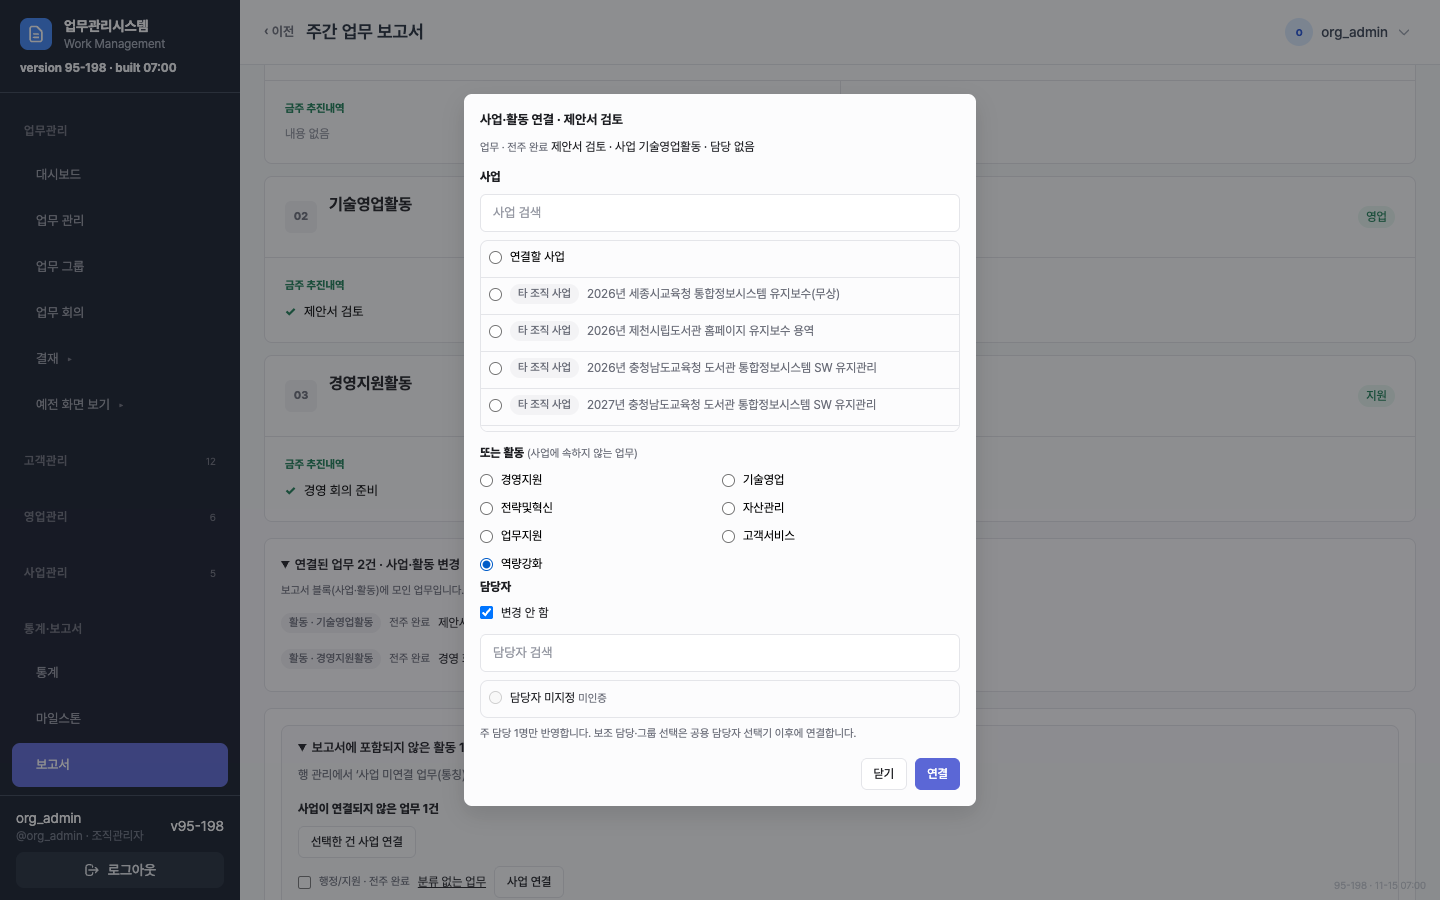 업무관리시스템
Work Management
version 95-198 · built 07:00
업무관리
대시보드
업무 관리
업무 그룹
업무 회의
결재 ▸
예전 화면 보기 ▸
고객관리 12
영업관리 6
사업관리 5
통계·보고서
통계
마일스톤
보고서
org_admin
@org_admin · 조직관리자
v95-198
로그아웃
‹ 이전 주간 업무 보고서
o org_admin
금주 추진내역
내용 없음
02 기술영업활동 영업
금주 추진내역
✓ 제안서 검토
03 경영지원활동 지원
금주 추진내역
✓ 경영 회의 준비
▼ 연결된 업무 2건 · 사업·활동 변경
보고서 블록(사업·활동)에 모인 업무입니다.
활동 · 기술영업활동 전주 완료 제안
활동 · 경영지원활동 전주 완료 경영
▼ 보고서에 포함되지 않은 활동 1
행 관리에서 ‘사업 미연결 업무(통칭)
사업이 연결되지 않은 업무 1건
선택한 건 사업 연결
행정/지원 · 전주 완료 분류 없는 업무 사업 연결
95-198 · 11-15 07:00
사업·활동 연결 · 제안서 검토
업무 · 전주 완료 제안서 검토 · 사업 기술영업활동 · 담당 없음
사업
사업 검색
연결할 사업
타 조직 사업 2026년 세종시교육청 통합정보시스템 유지보수(무상)
타 조직 사업 2026년 제천시립도서관 홈페이지 유지보수 용역
타 조직 사업 2026년 충청남도교육청 도서관 통합정보시스템 SW 유지관리
타 조직 사업 2027년 충청남도교육청 도서관 통합정보시스템 SW 유지관리
또는 활동 (사업에 속하지 않는 업무)
경영지원 기술영업
전략및혁신 자산관리
업무지원 고객서비스
역량강화
담당자
변경 안 함
담당자 검색
담당자 미지정 미인증
주 담당 1명만 반영합니다. 보조 담당·그룹 선택은 공용 담당자 선택기 이후에 연결합니다.
닫기 연결